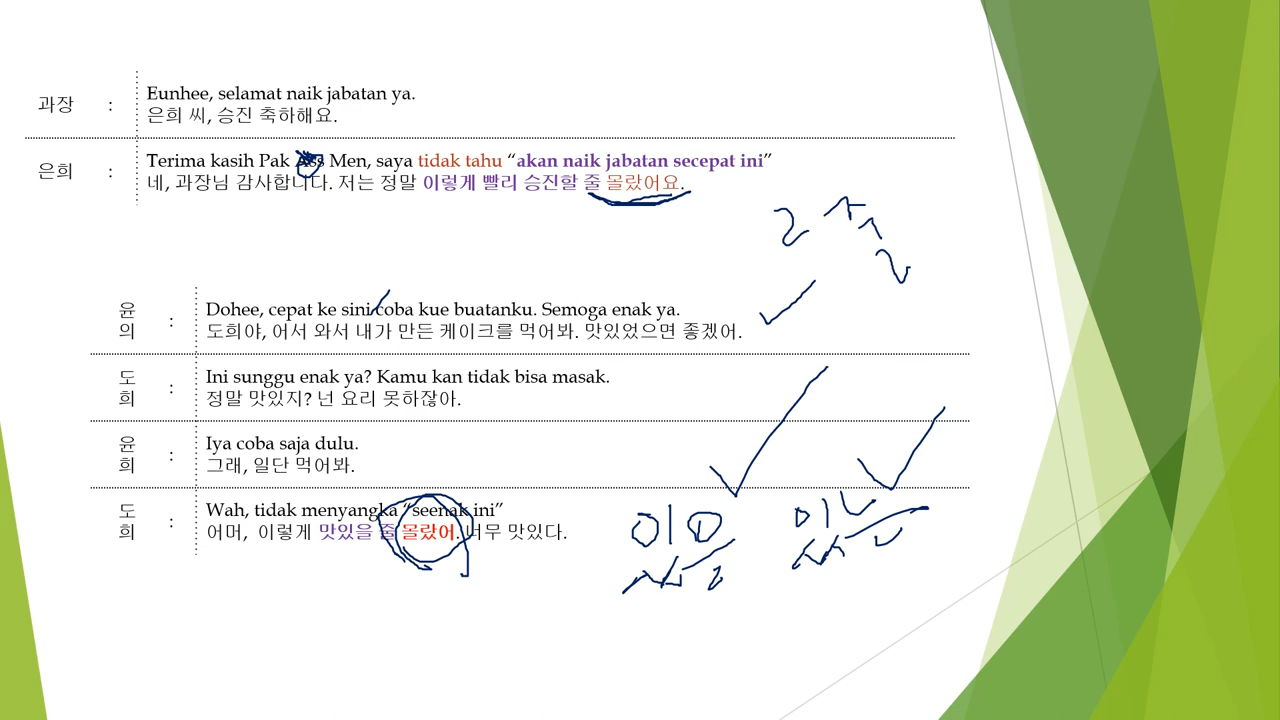 과장 : Eunhee, selamat naik jabatan ya.
은희 씨, 승진 축하해요.
은희 : Terima kasih Pak Ass Men, saya tidak tahu “akan naik jabatan secepat ini”
네, 과장님 감사합니다. 저는 정말 이렇게 빨리 승진할 줄 몰랐어요.
윤의 : Dohee, cepat ke sini coba kue buatanku. Semoga enak ya.
도희야, 어서 와서 내가 만든 케이크를 먹어봐. 맛있었으면 좋겠어.
도희 : Ini sunggu enak ya? Kamu kan tidak bisa masak.
정말 맛있지? 넌 요리 못하잖아.
윤희 : Iya coba saja dulu.
그래, 일단 먹어봐.
도희 : Wah, tidak menyangka “seenak ini”
어머, 이렇게 맛있을 줄 몰랐어. 너무 맛있다.